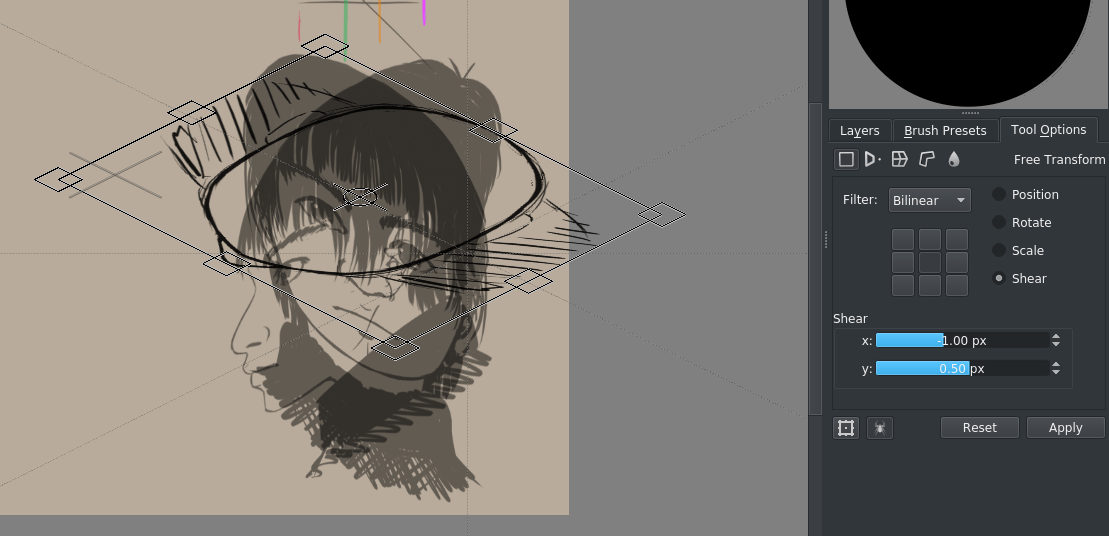 Layers Brush Presets Tool Options
Free Transform
Filter: Bilinear
Position
Rotate
Scale
Shear
Shear
x: -1.00 px
y: 0.50 px
Reset Apply